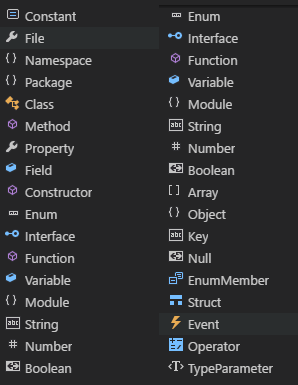 Constant
File
Namespace
Package
Class
Method
Property
Field
Constructor
Enum
Interface
Function
Variable
Module
String
Number
Boolean
Enum
Interface
Function
Variable
Module
String
Number
Boolean
Array
Object
Key
Null
EnumMember
Struct
Event
Operator
TypeParameter